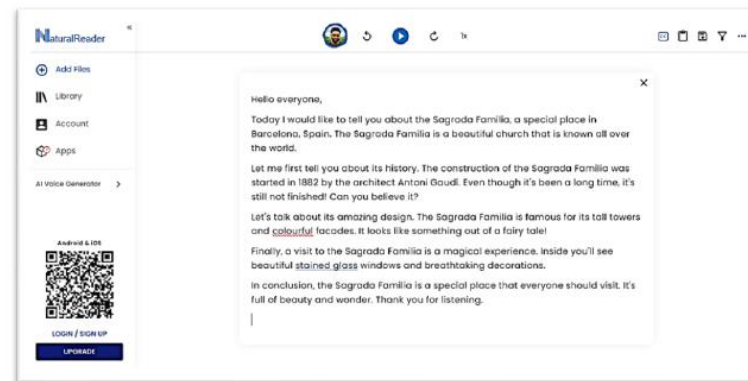 NaturalReader
«
1x
Add Files
Library
Account
Apps
AI Voice Generator >
Android & iOS
LOGIN / SIGN UP
UPGRADE
Hello everyone,
Today I would like to tell you about the Sagrada Familia, a special place in
Barcelona, Spain. The Sagrada Familia is a beautiful church that is known all over
the world.
Let me first tell you about its history. The construction of the Sagrada Familia was
started in 1882 by the architect Antoni Gaudí. Even though it's been a long time, it's
still not finished! Can you believe it?
Let's talk about its amazing design. The Sagrada Familia is famous for its tall towers
and colourful facades. It looks like something out of a fairy tale!
Finally, a visit to the Sagrada Familia is a magical experience. Inside you'll see
beautiful stained glass windows and breathtaking decorations.
In conclusion, the Sagrada Familia is a special place that everyone should visit. It's
full of beauty and wonder. Thank you for listening.